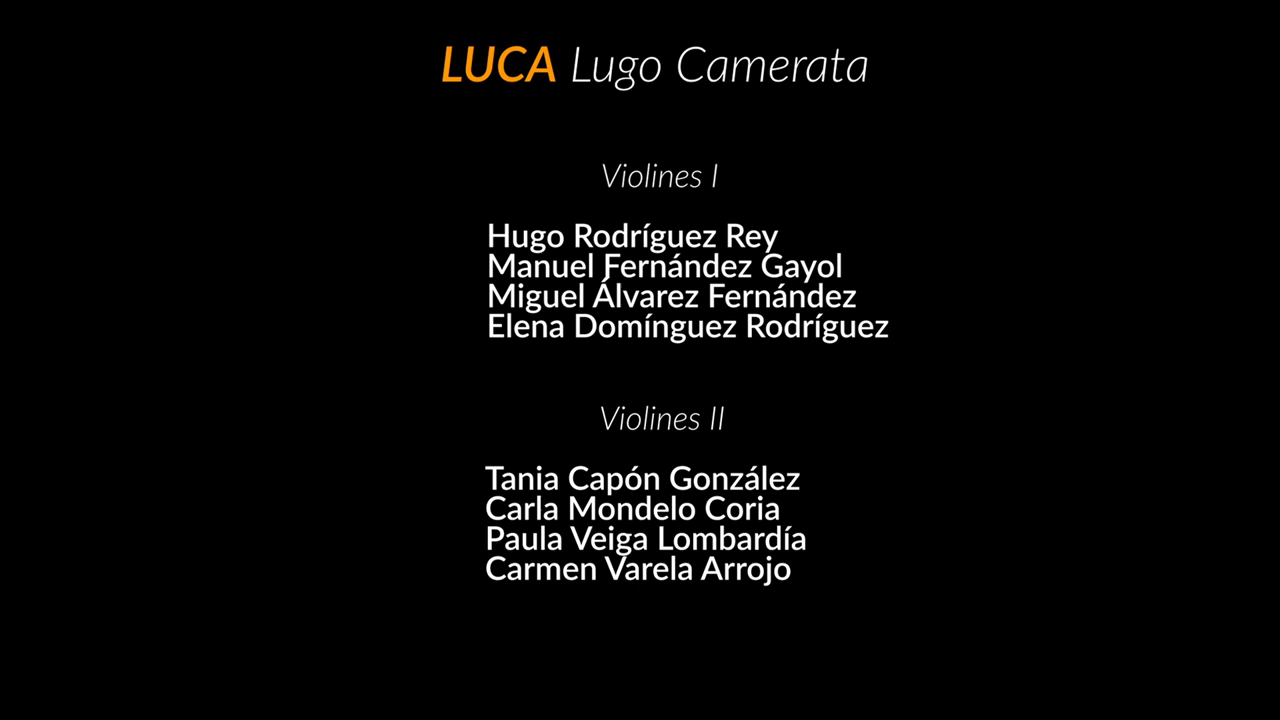 LUCA Lugo Camerata
Violines I
Hugo Rodríguez Rey
Manuel Fernández Gayol
Miguel Álvarez Fernández
Elena Domínguez Rodríguez
Violines II
Tania Capón González
Carla Mondelo Coria
Paula Veiga Lombardía
Carmen Varela Arrojo